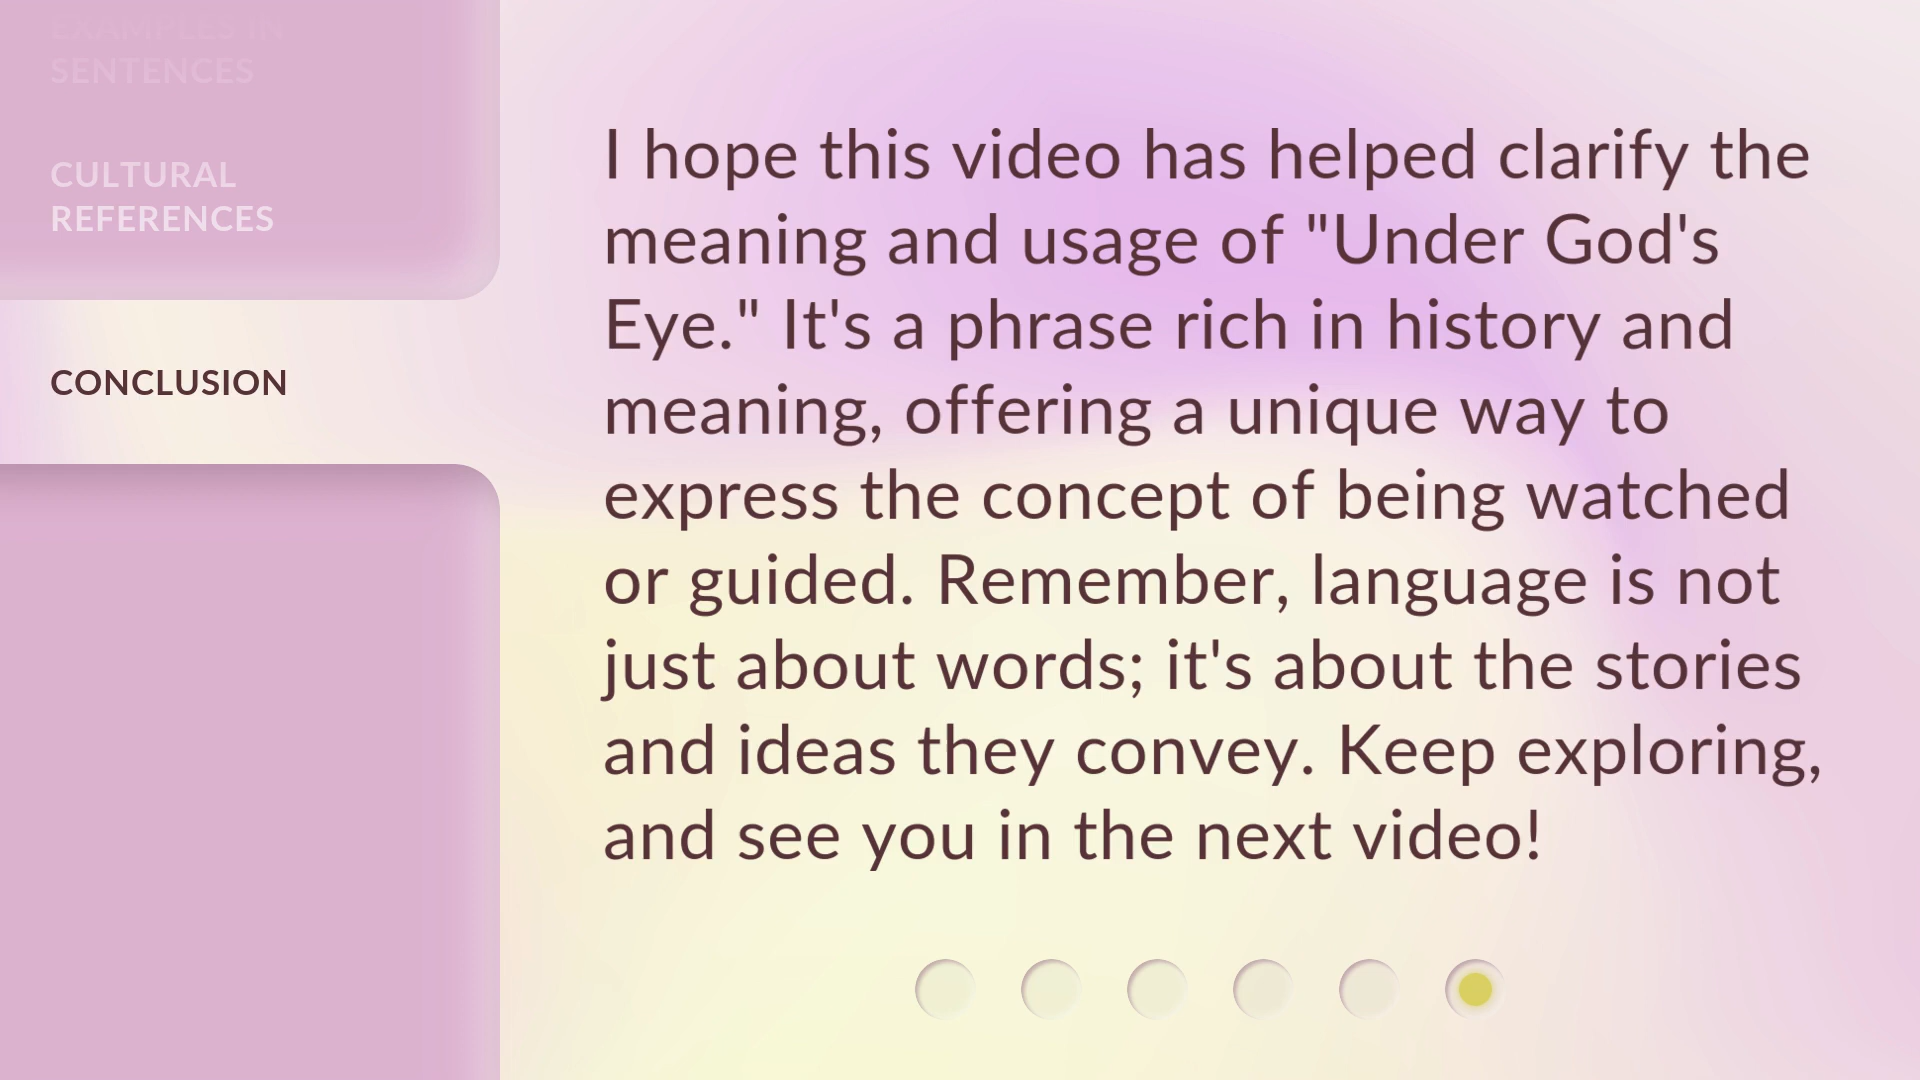 EXAMPLES IN
SENTENCES
CULTURAL
REFERENCES
CONCLUSION
I hope this video has helped clarify the
meaning and usage of "Under God's
Eye." It's a phrase rich in history and
meaning, offering a unique way to
express the concept of being watched
or guided. Remember, language is not
just about words; it's about the stories
and ideas they convey. Keep exploring,
and see you in the next video!